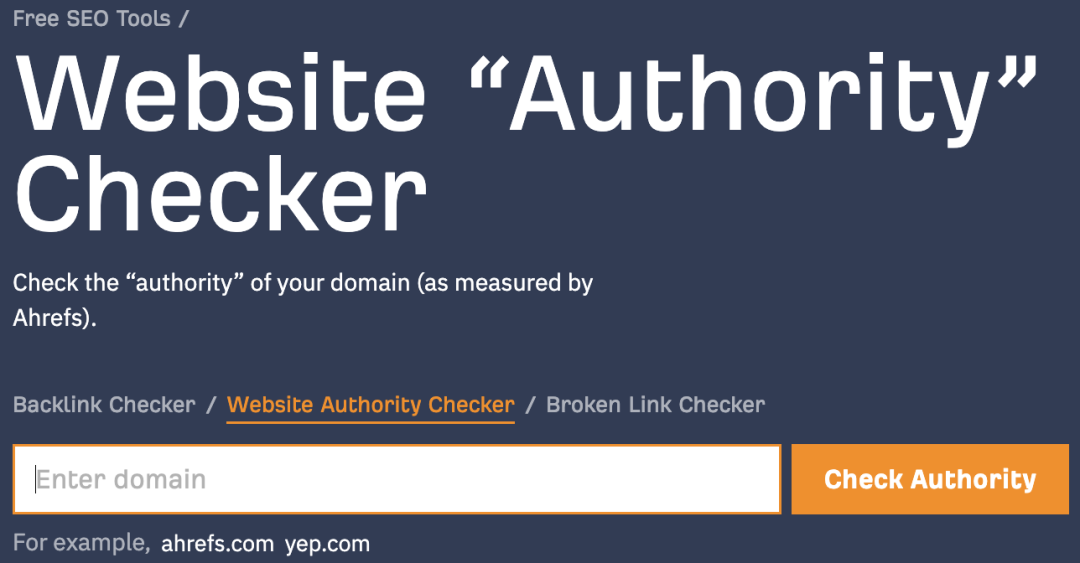 Free SEO Tools /
Website “Authority”
Checker
Check the “authority” of your domain (as measured by
Ahrefs).
Backlink Checker / Website Authority Checker / Broken Link Checker
Enter domain
Check Authority
For example, ahrefs.com yep.com